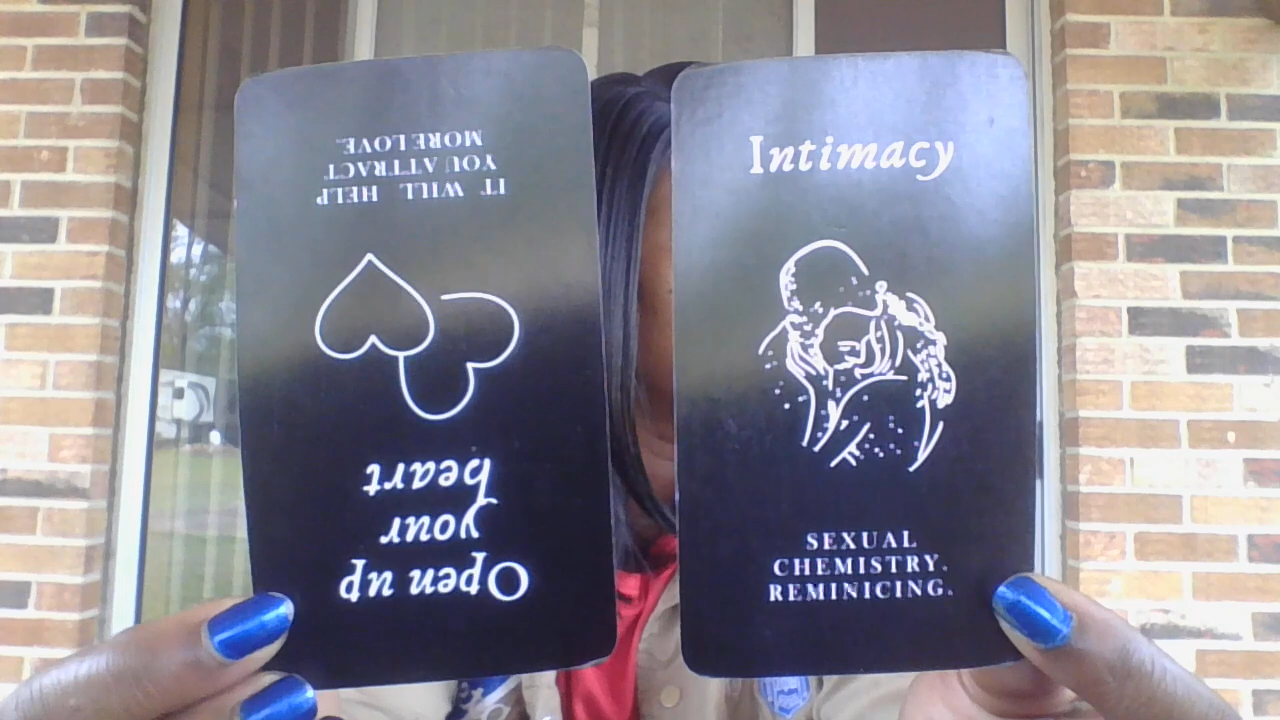 Open up
your
heart
IT WILL HELP
YOU ATTRACT
MORE LOVE.
Intimacy
SEXUAL
CHEMISTRY.
REMINICING.